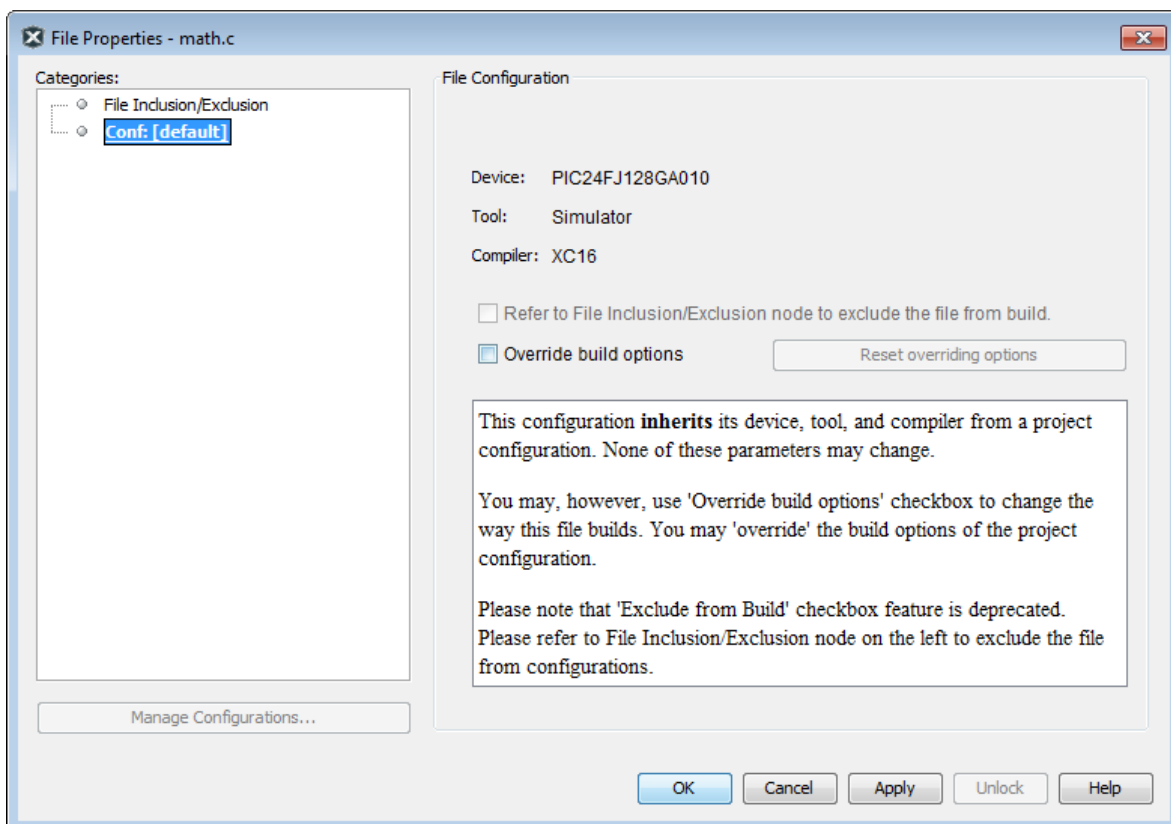 File Properties - math.c
Categories:
File Inclusion/Exclusion
Conf: [default]
Manage Configurations...
File Configuration
Device: PIC24FJ128GA010
Tool: Simulator
Compiler: XC16
Refer to File Inclusion/Exclusion node to exclude the file from build.
Override build options
Reset overriding options
This configuration inherits its device, tool, and compiler from a project
configuration. None of these parameters may change.
You may, however, use 'Override build options' checkbox to change the
way this file builds. You may 'override' the build options of the project
configuration.
Please note that 'Exclude from Build' checkbox feature is deprecated.
Please refer to File Inclusion/Exclusion node on the left to exclude the file
from configurations.
OK
Cancel
Apply
Unlock
Help